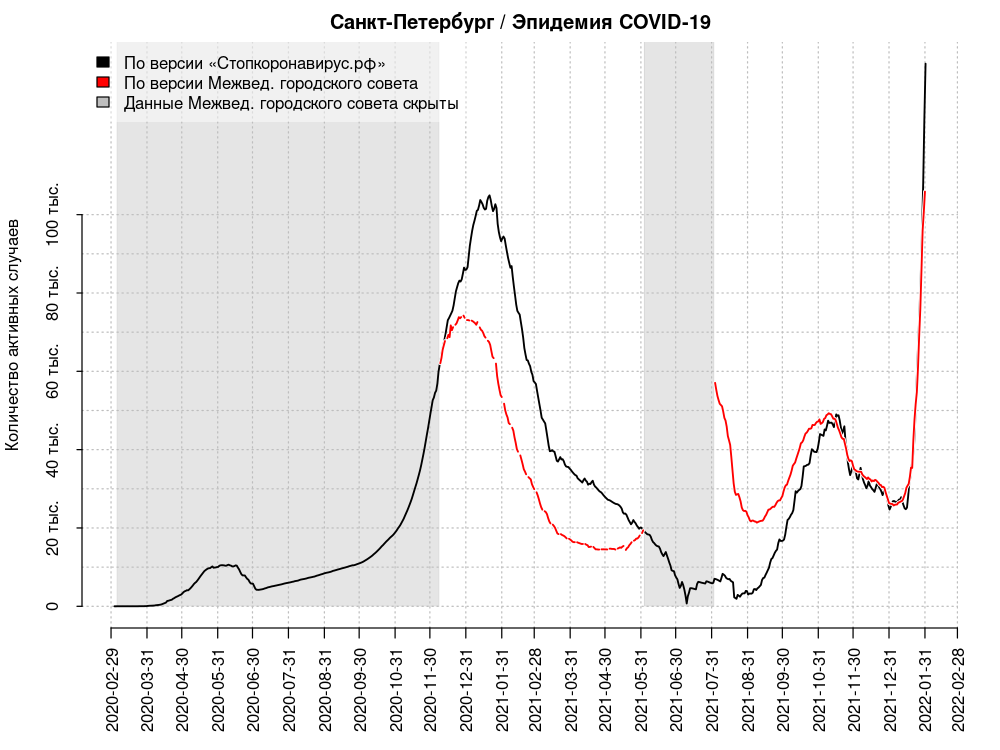 Санкт-Петербург / Эпидемия COVID-19
По версии «Стопкоронавирус.рф»
По версии Межвед. городского совета
Данные Межвед. городского совета скрыты
Количество активных случаев
100 тыс.
80 тыс.
60 тыс.
40 тыс.
20 тыс.
0
2020-02-29
2020-03-31
2020-04-30
2020-05-31
2020-06-30
2020-07-31
2020-08-31
2020-09-30
2020-10-31
2020-11-30
2020-12-31
2021-01-31
2021-02-28
2021-03-31
2021-04-30
2021-05-31
2021-06-30
2021-07-31
2021-08-31
2021-09-30
2021-10-31
2021-11-30
2021-12-31
2022-01-31
2022-02-28